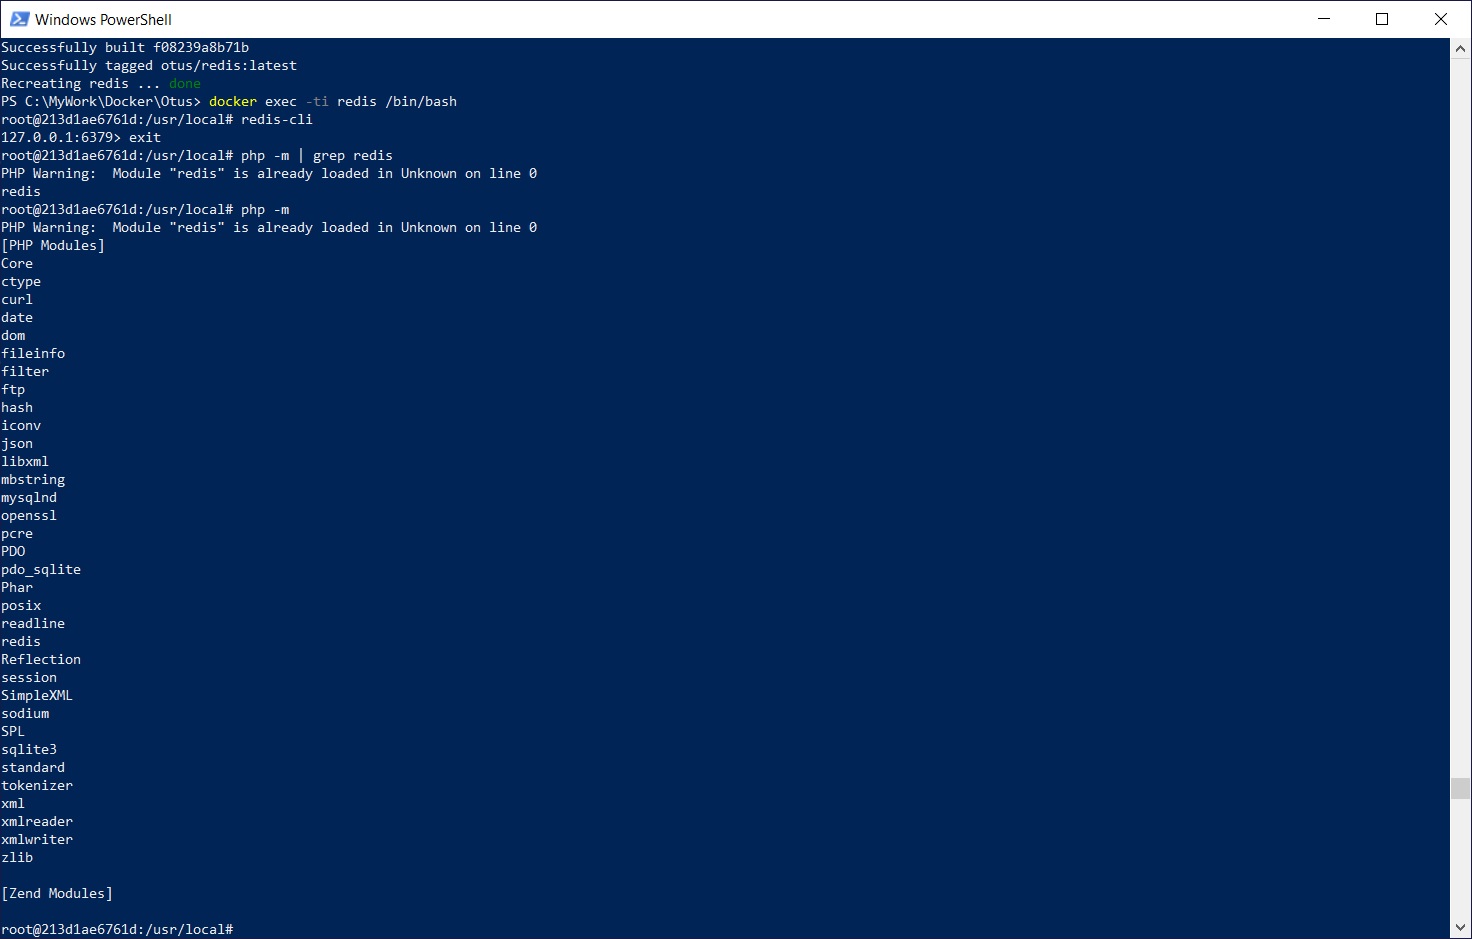 Windows PowerShell
Successfully built f08239a8b71b
Successfully tagged otus/redis:latest
Recreating redis ... done
PS C:\MyWork\Docker\Otus> docker exec -ti redis /bin/bash
root@213d1ae6761d:/usr/local# redis-cli
127.0.0.1:6379> exit
root@213d1ae6761d:/usr/local# php -m | grep redis
PHP Warning:  Module "redis" is already loaded in Unknown on line 0
redis
root@213d1ae6761d:/usr/local# php -m
PHP Warning:  Module "redis" is already loaded in Unknown on line 0
[PHP Modules]
Core
ctype
curl
date
dom
fileinfo
filter
ftp
hash
iconv
json
libxml
mbstring
mysqlnd
openssl
pcre
PDO
pdo_sqlite
Phar
posix
readline
redis
Reflection
session
SimpleXML
sodium
SPL
sqlite3
standard
tokenizer
xml
xmlreader
xmlwriter
zlib
[Zend Modules]
root@213d1ae6761d:/usr/local#